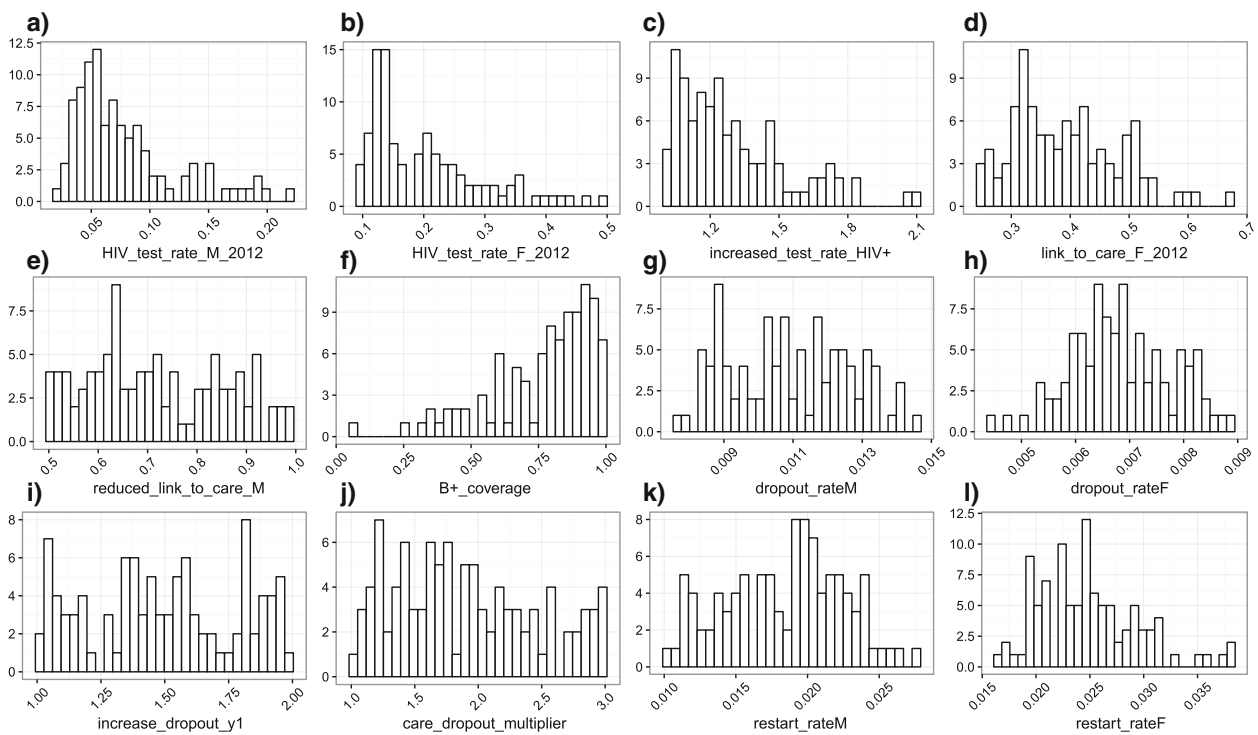 a) b) c) d)
12.5 10.0 7.5 5.0 2.5 0.0
15 10 5 0
9 6 3 0
9 6 3 0
0.05 0.10 0.15 0.20
0.1 0.2 0.3 0.4 0.5
1.2 1.5 1.8 2.1
0.3 0.4 0.5 0.6 0.7
HIV_test_rate_M_2012 HIV_test_rate_F_2012 increased_test_rate_HIV+ link_to_care_F_2012
e) f) g) h)
7.5 5.0 2.5 0.0
9 6 3 0
7.5 5.0 2.5 0.0
7.5 5.0 2.5 0.0
0.5 0.6 0.7 0.8 0.9 1.0
0.00 0.25 0.50 0.75 1.00
0.009 0.011 0.013 0.015
0.005 0.006 0.007 0.008 0.009
reduced_link_to_care_M B+_coverage dropout_rateM dropout_rateF
i) j) k) l)
8 6 4 2 0
8 6 4 2 0
8 6 4 2 0
12.5 10.0 7.5 5.0 2.5 0.0
1.00 1.25 1.50 1.75 2.00
1.0 1.5 2.0 2.5 3.0
0.010 0.015 0.020 0.025
0.015 0.020 0.025 0.030 0.035
increase_dropout_y1 care_dropout_multiplier restart_rateM restart_rateF